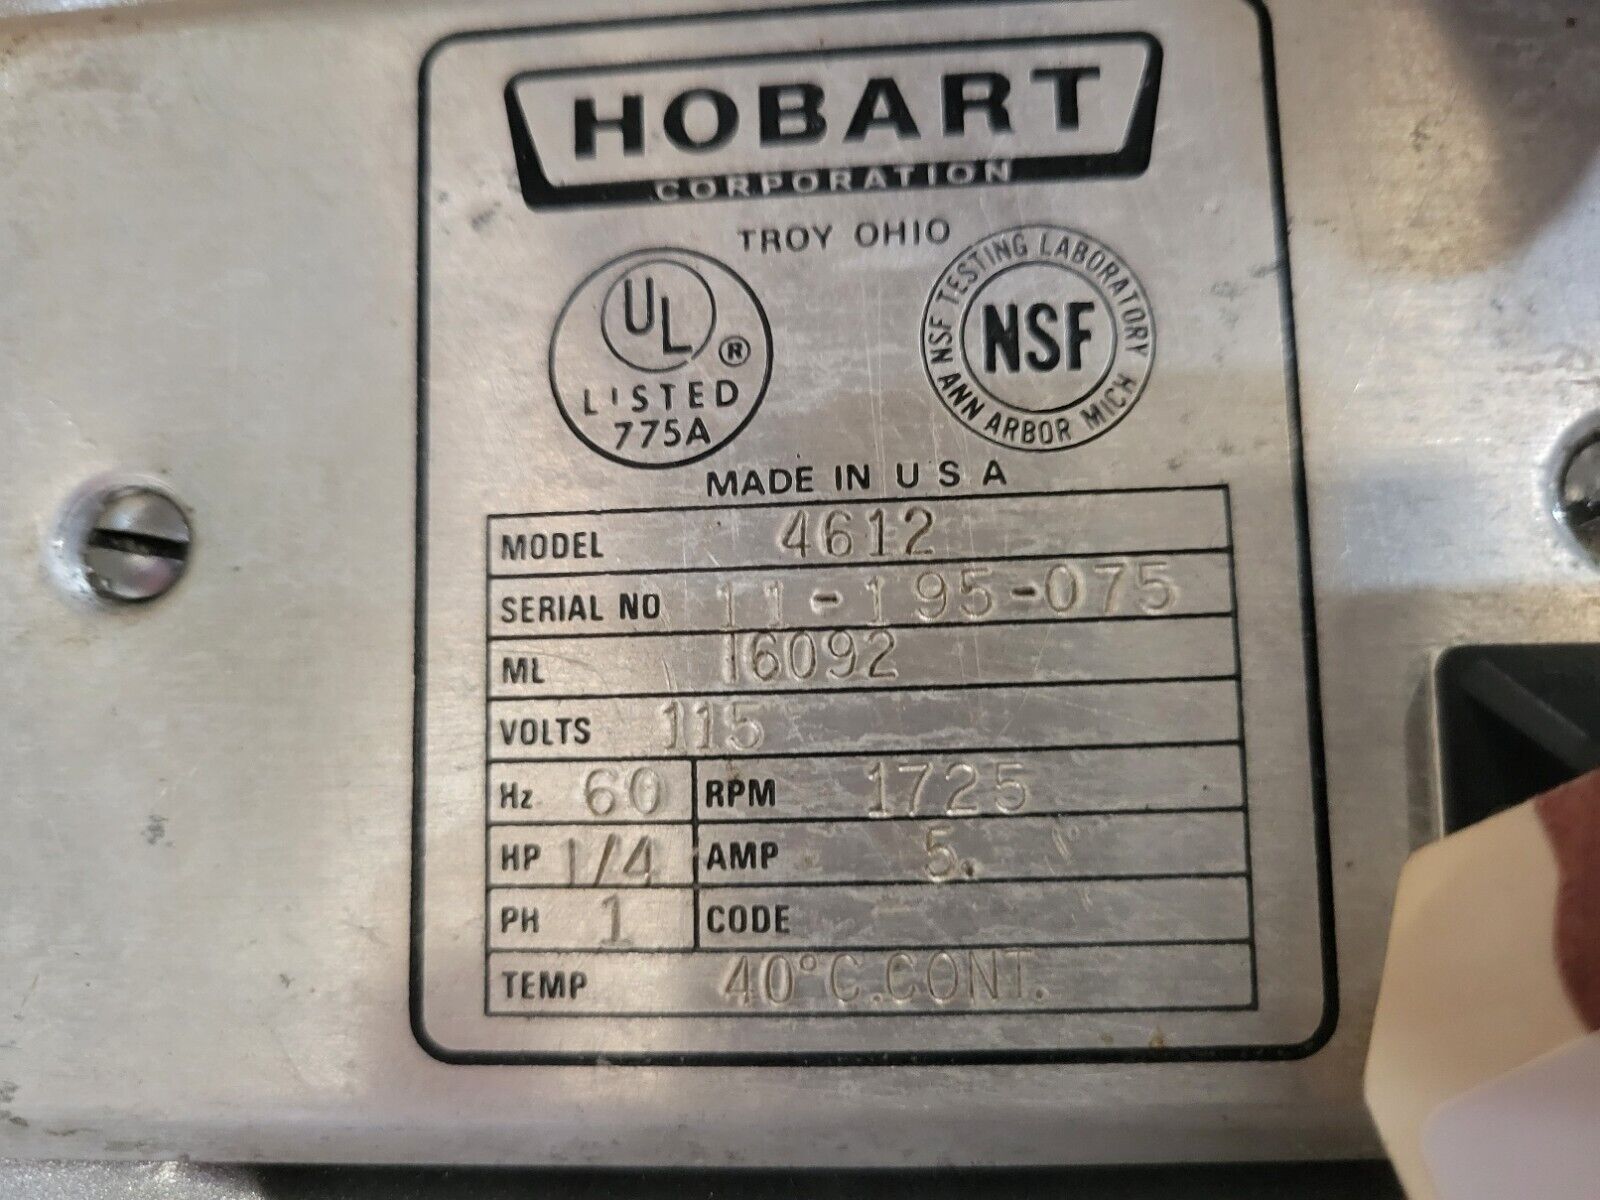 HOBART
CORPORATION
TROY OHIO
UL ®
LISTED
775A
NSF TESTING LABORATORY
NSF
ANN ARBOR MICH
MADE IN U S A
MODEL 4612
SERIAL NO 11-195-075
ML 16092
VOLTS 115
Hz 60 RPM 1725
HP 1/4 AMP 5.
PH 1 CODE -
TEMP 40°C.CONT.